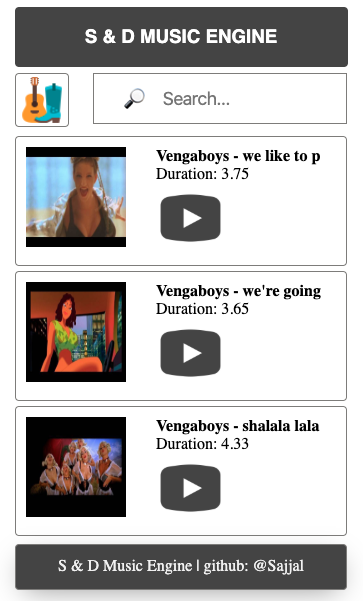 S & D MUSIC ENGINE
Search...
Vengaboys - we like to p
Duration: 3.75
Vengaboys - we're going
Duration: 3.65
Vengaboys - shalala lala
Duration: 4.33
S & D Music Engine | github: @Sajjal